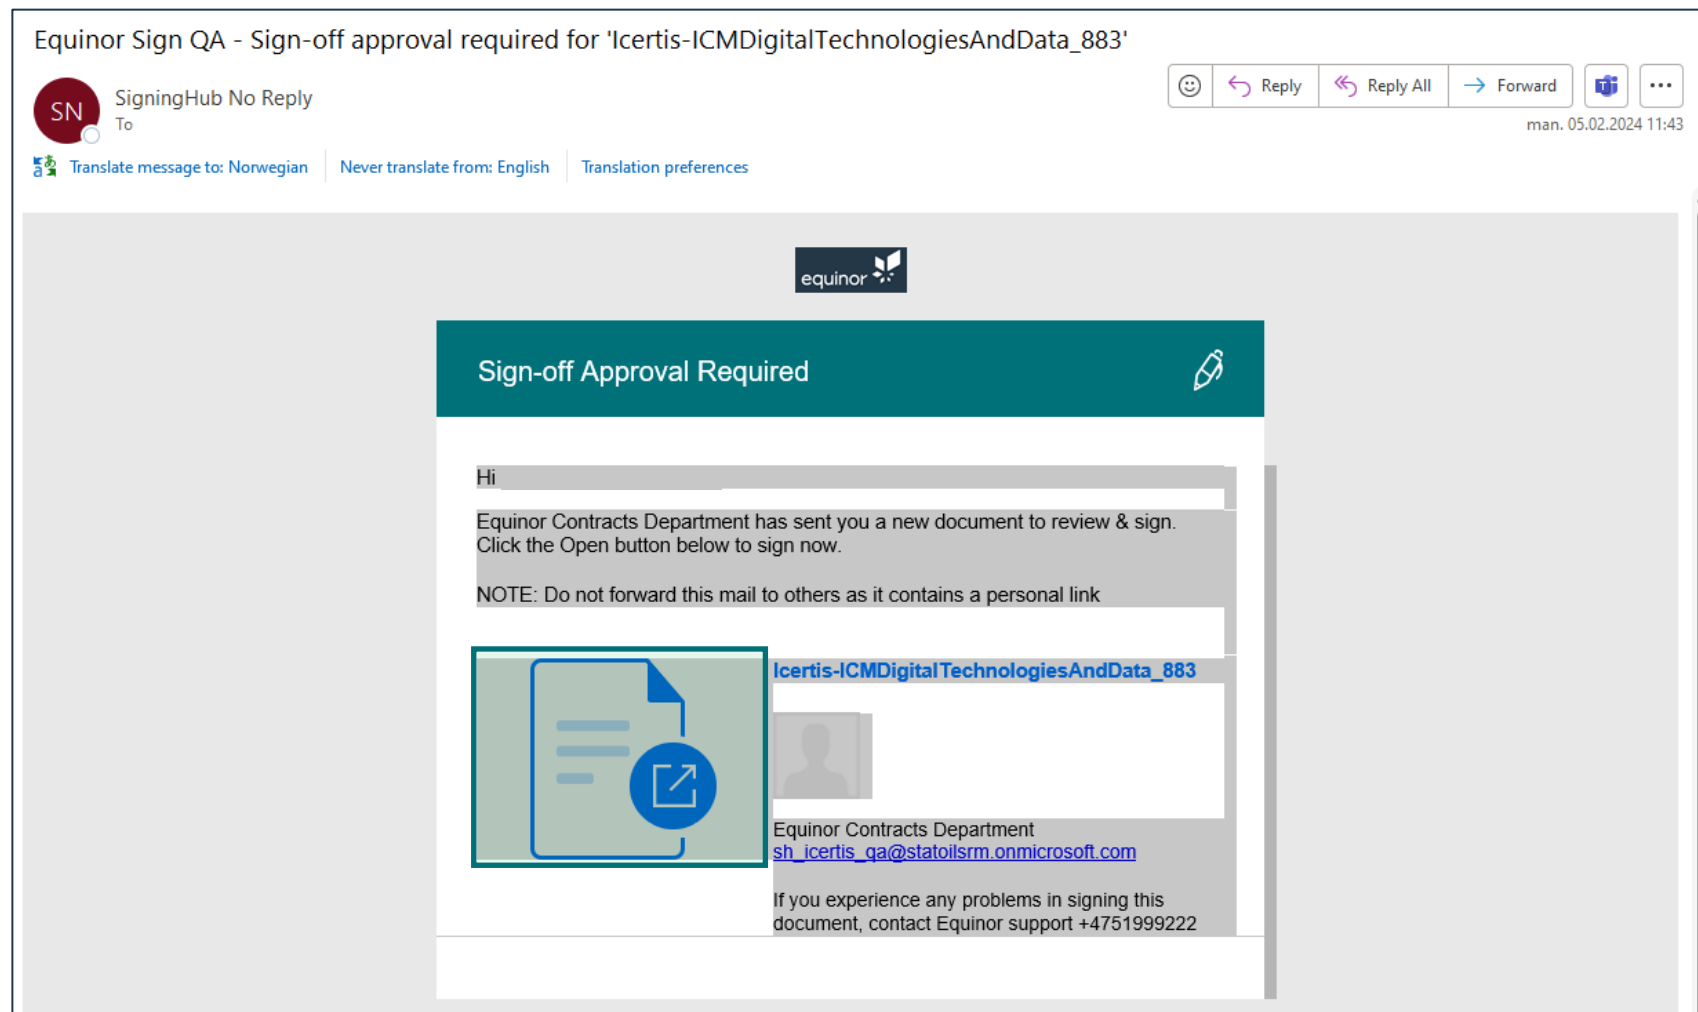 Equinor Sign QA - Sign-off approval required for 'Icertis-ICMDigitalTechnologiesAndData_883'
SN
SigningHub No Reply
To
Reply
Reply All
Forward
man. 05.02.2024 11:43
Translate message to: Norwegian
Never translate from: English
Translation preferences
equinor
Sign-off Approval Required
Hi
Equinor Contracts Department has sent you a new document to review & sign.
Click the Open button below to sign now.
NOTE: Do not forward this mail to others as it contains a personal link
Icertis-ICMDigitalTechnologiesAndData_883
Equinor Contracts Department
sh_icertis_qa@statoilsrm.onmicrosoft.com
If you experience any problems in signing this
document, contact Equinor support +4751999222